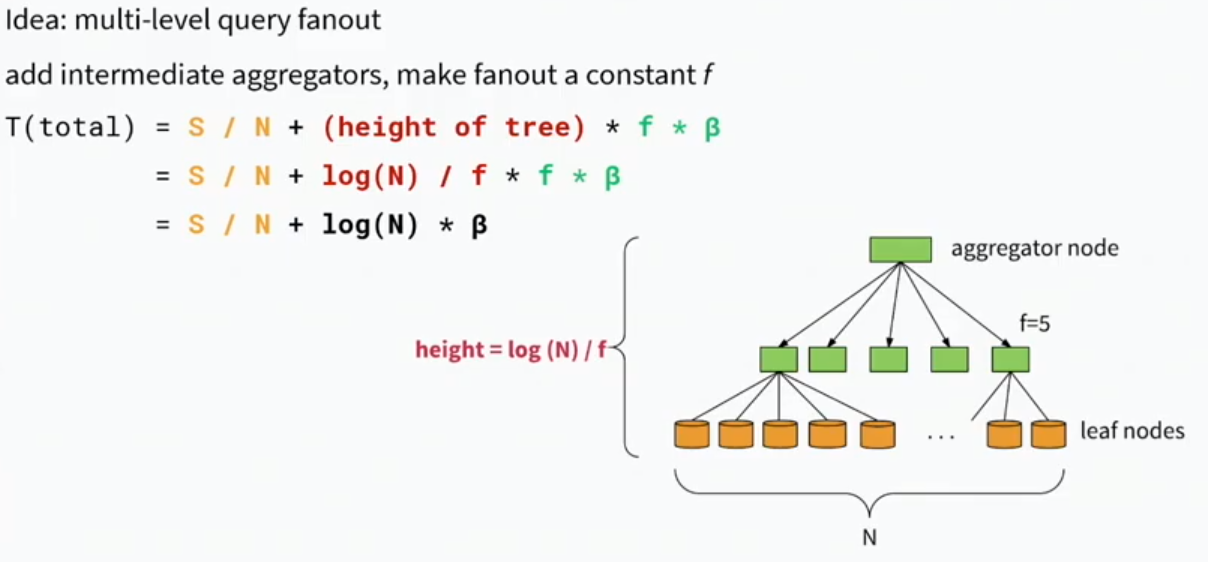 Idea: multi-level query fanout
add intermediate aggregators, make fanout a constant f
T(total) = S / N + (height of tree) * f * β
= S / N + log(N) / f * f * β
= S / N + log(N) * β
aggregator node
f=5
height = log (N) / f
... leaf nodes
N